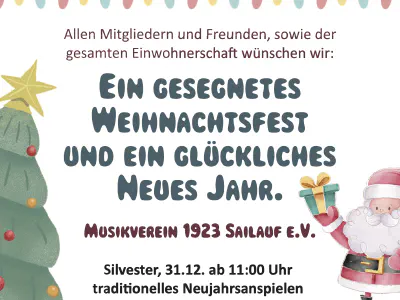 Allen Mitgliedern und Freunden, sowie der
gesamten Einwohnerschaft wünschen wir:
Ein gesegnetes
Weihnachtsfest
und ein glückliches
Neues Jahr.
Musikverein 1923 Sailauf e.V.
Silvester, 31.12. ab 11:00 Uhr
traditionelles Neujahrsanspielen